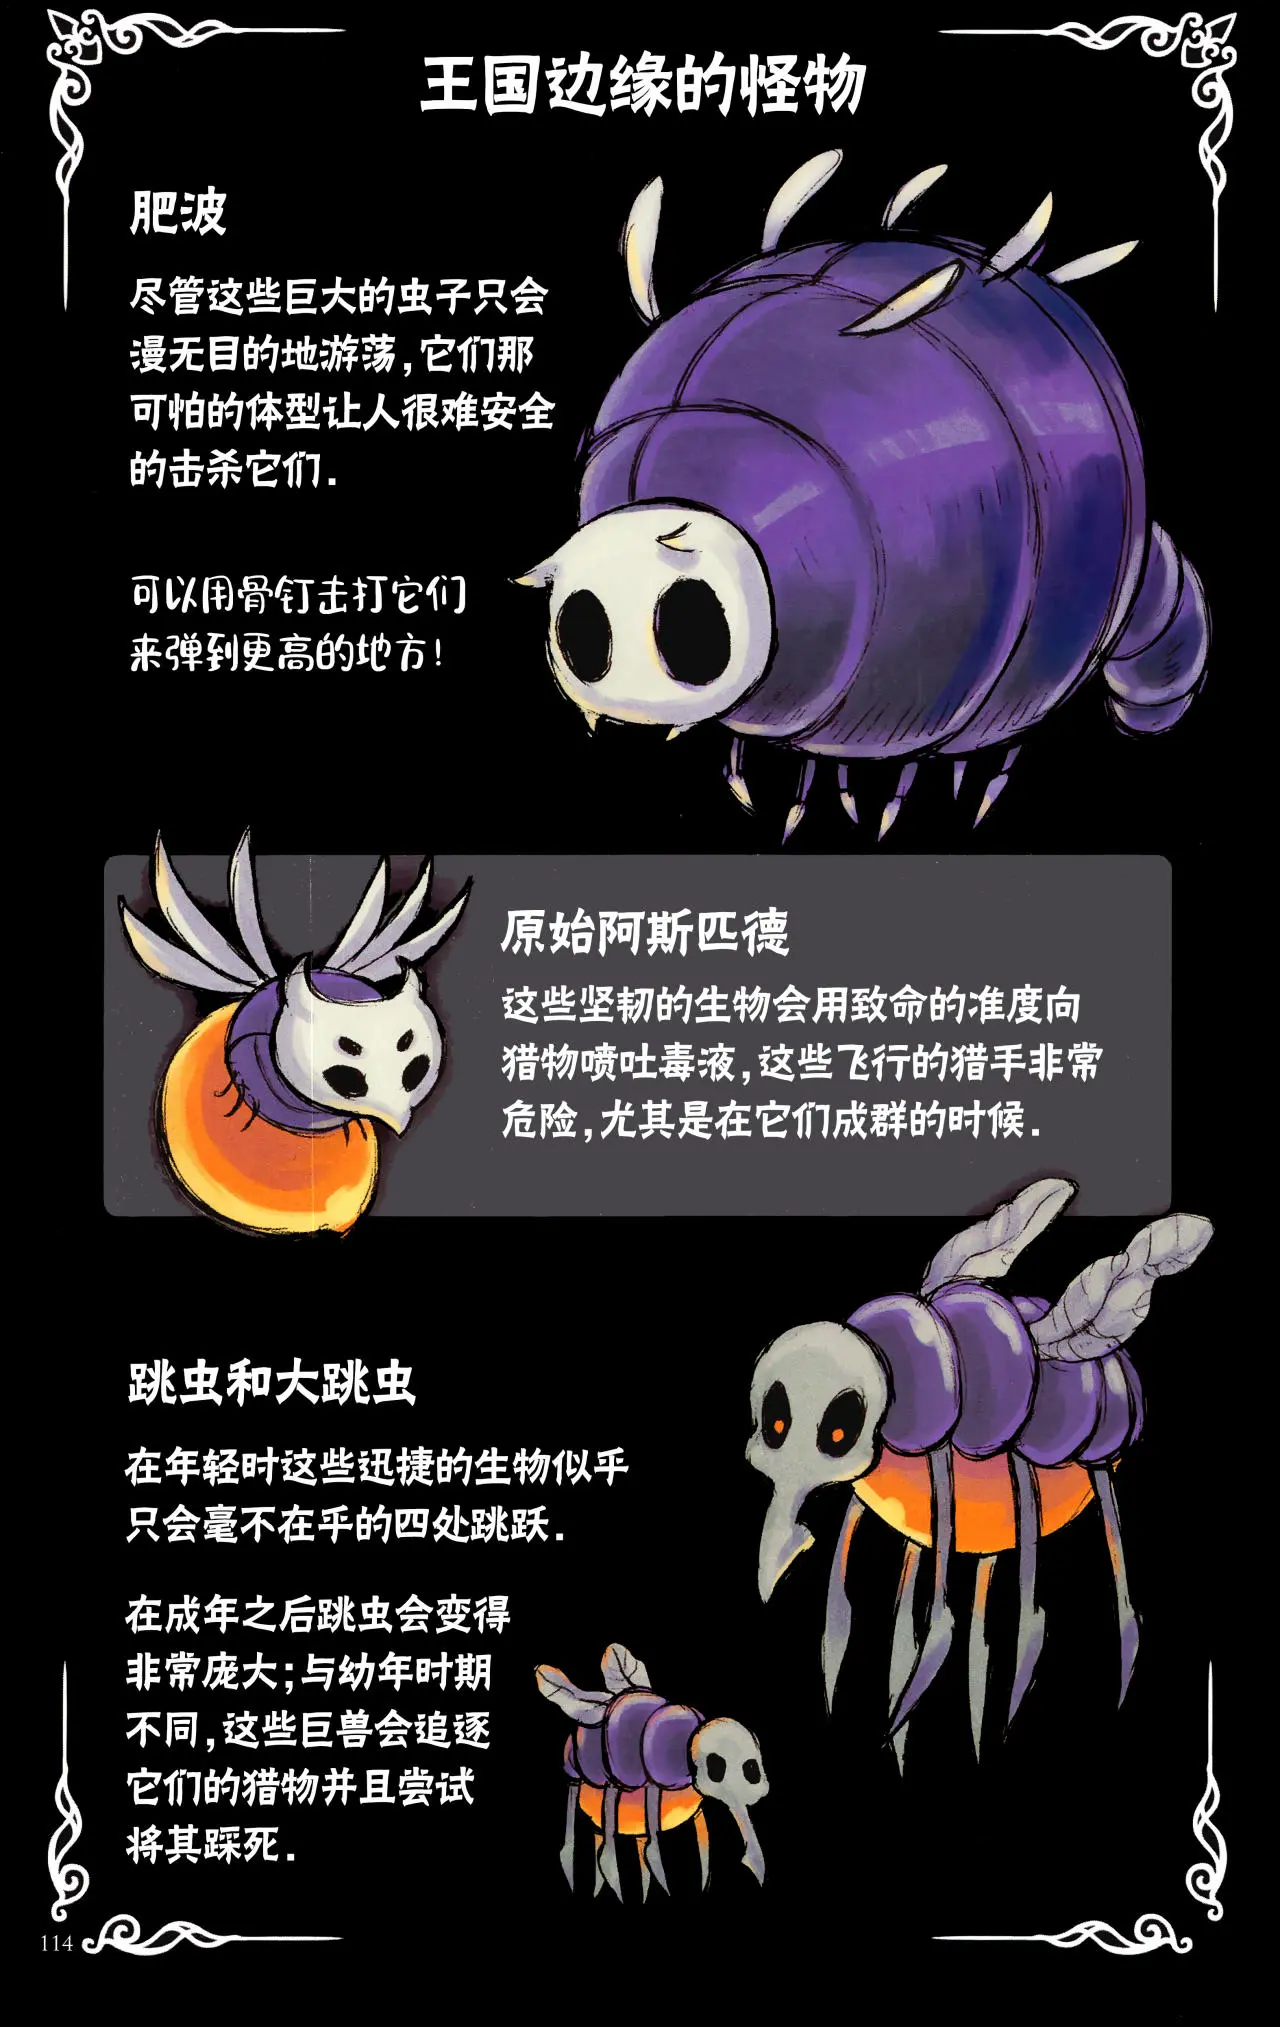 王国边缘的怪物
肥波
尽管这些巨大的虫子只会
漫无目的地游荡,它们那
可怕的体型让人很难安全
的击杀它们.
可以用骨钉击打它们
来弹到更高的地方!
原始阿斯匹德
这些坚韧的生物会用致命的准度向
猎物喷吐毒液,这些飞行的猎手非常
危险,尤其是在它们成群的时候.
跳虫和大跳虫
在年轻时这些迅捷的生物似乎
只会毫不在乎的四处跳跃.
在成年之后跳虫会变得
非常庞大;与幼年时期
不同,这些巨兽会追逐
它们的猎物并且尝试
将其踩死.
114